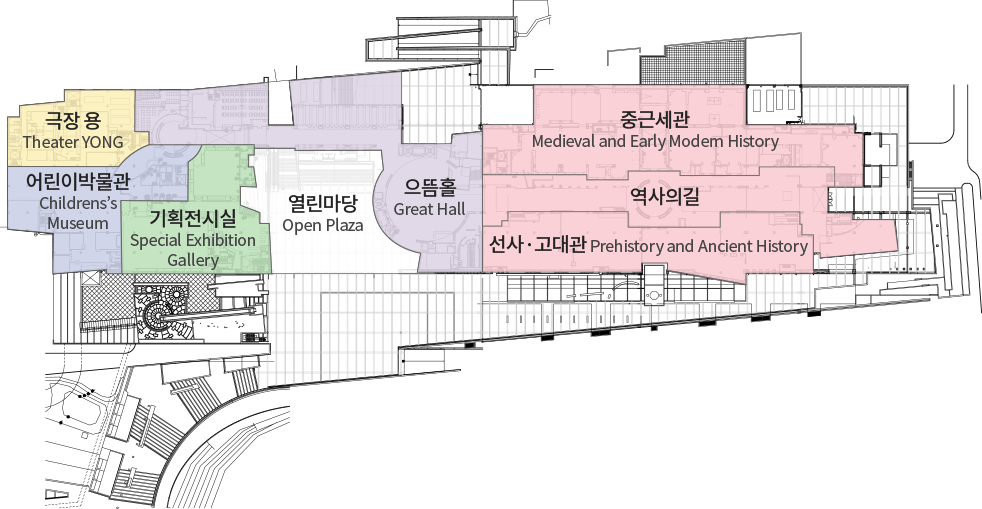 극장 용
Theater YONG
어린이박물관
Childrens's
Museum
기획전시실
Special Exhibition
Gallery
열린마당
Open Plaza
으뜸홀
Great Hall
중근세관
Medieval and Early Modern History
역사의길
선사·고대관 Prehistory and Ancient History